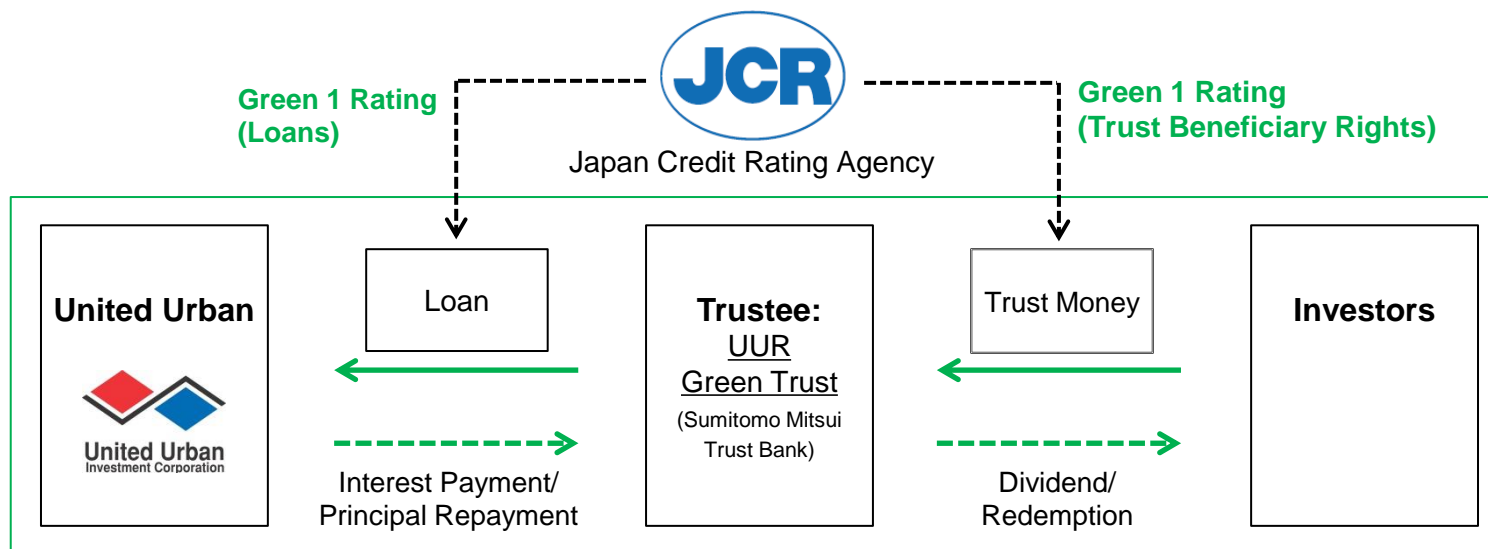 JCR
Green 1 Rating
(Loans)
Green 1 Rating
(Trust Beneficiary Rights)
Japan Credit Rating Agency
United Urban
United Urban
Investment Corporation
Loan
Interest Payment/
Principal Repayment
Trustee:
UUR
Green Trust
(Sumitomo Mitsui
Trust Bank)
Trust Money
Dividend/
Redemption
Investors